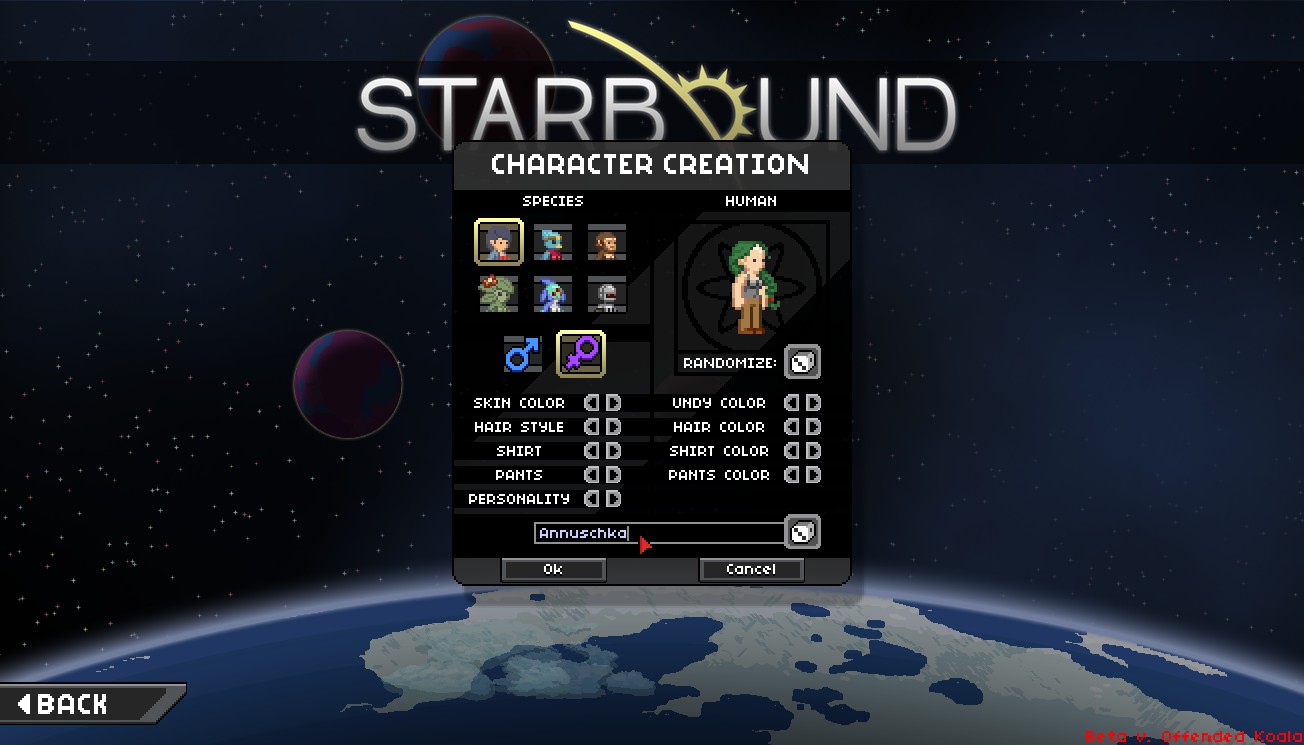 STARBOUND
CHARACTER CREATION
SPECIES
HUMAN
RANDOMIZE:
SKIN COLOR
UNDY COLOR
HAIR STYLE
HAIR COLOR
SHIRT
SHIRT COLOR
PANTS
PANTS COLOR
PERSONALITY
Annuschka
Ok
Cancel
BACK
Beta v. Offended Koala